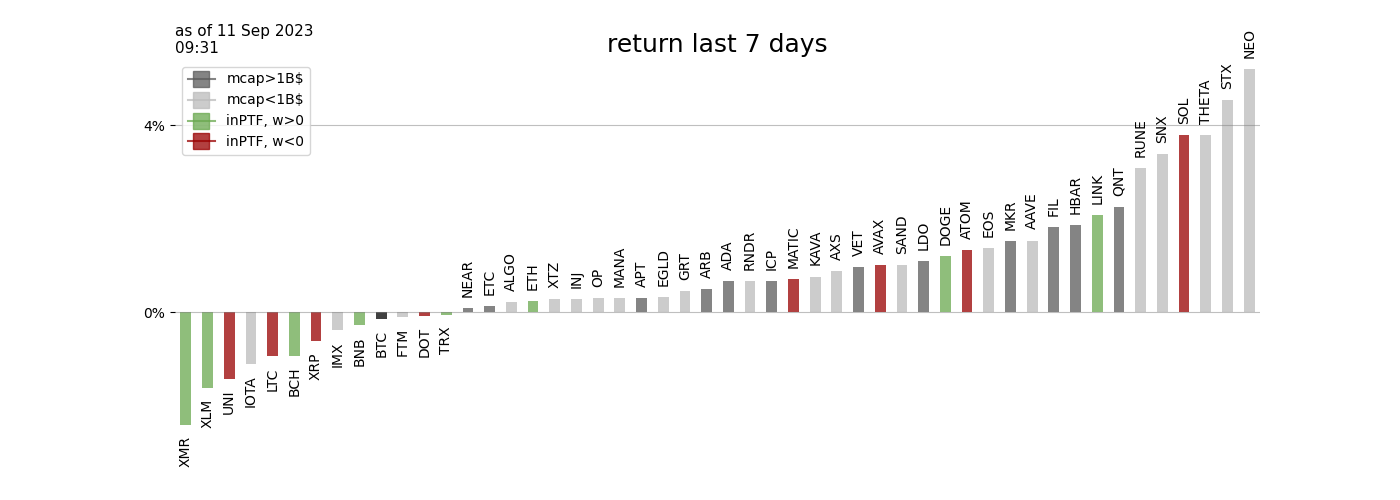 as of 11 Sep 2023
09:31
return last 7 days
mcap>1B$
mcap<1B$
inPTF, w>0
inPTF, w<0
4%
0%
XMR
XLM
UNI
IOTA
LTC
BCH
XRP
IMX
BNB
BTC
FTM
DOT
TRX
NEAR
ETC
ALGO
ETH
XTZ
INJ
OP
MANA
APT
EGLD
GRT
ARB
ADA
RNDR
ICP
MATIC
KAVA
AXS
VET
AVAX
SAND
LDO
DOGE
ATOM
EOS
MKR
AAVE
FIL
HBAR
LINK
QNT
RUNE
SNX
SOL
THETA
STX
NEO